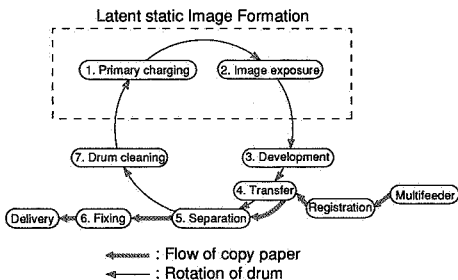 Latent static Image Formation
1. Primary charging
2. Image exposure
7. Drum cleaning
3. Development
4. Transfer
Multifeeder
Registration
Delivery
6. Fixing
5. Separation
: Flow of copy paper
: Rotation of drum